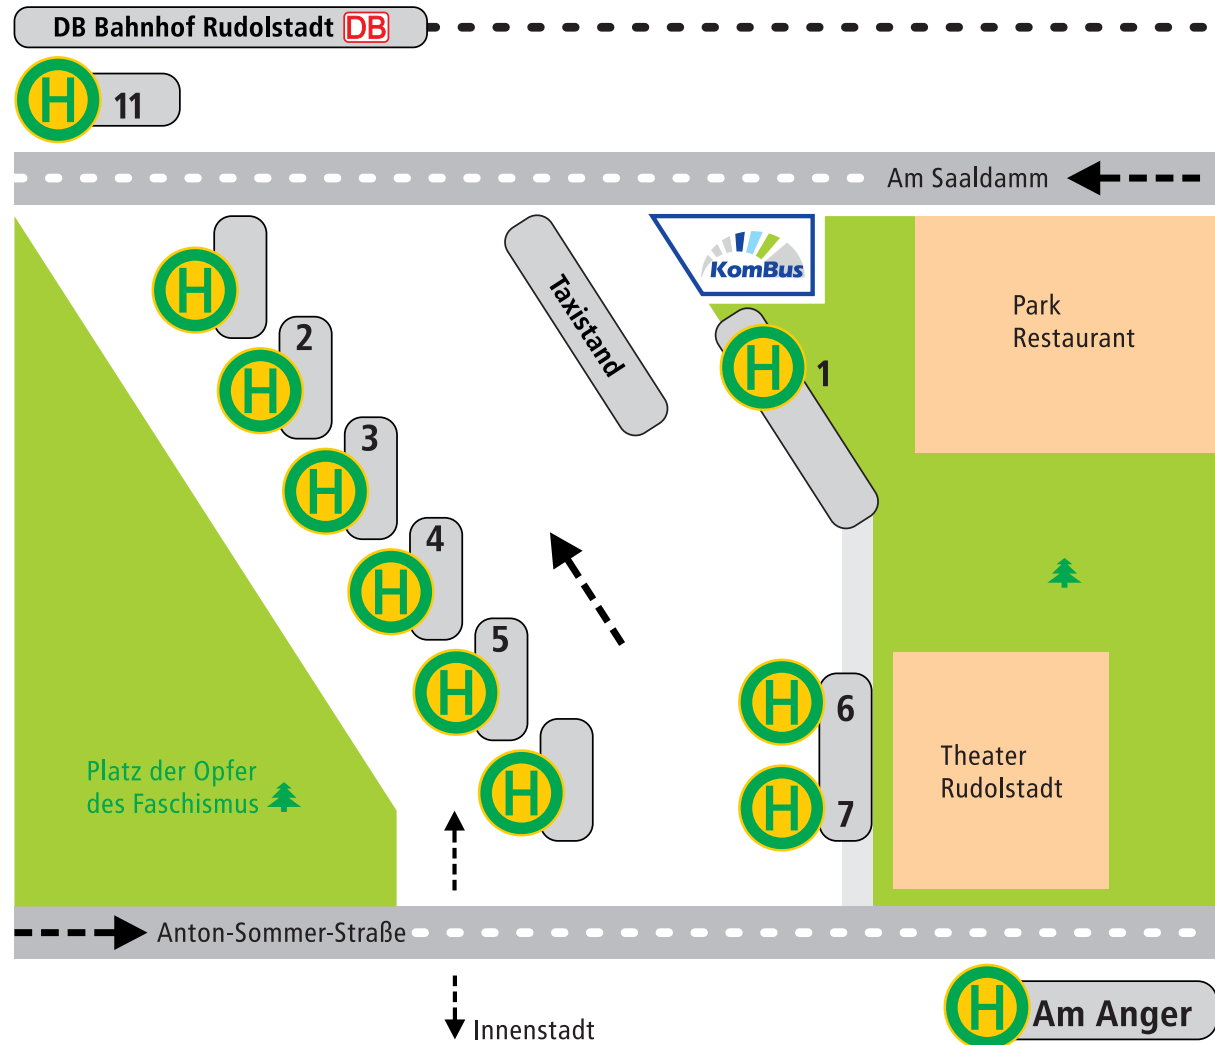 DB Bahnhof Rudolstadt DB
H 11
Am Saaldamm
KomBus
H
Taxistand
Park
Restaurant
2
H
H 1
3
H
4
H
5
H
H 6
Platz der Opfer
des Faschismus
H
Theater
Rudolstadt
H 7
Anton-Sommer-Straße
H Am Anger
Innenstadt